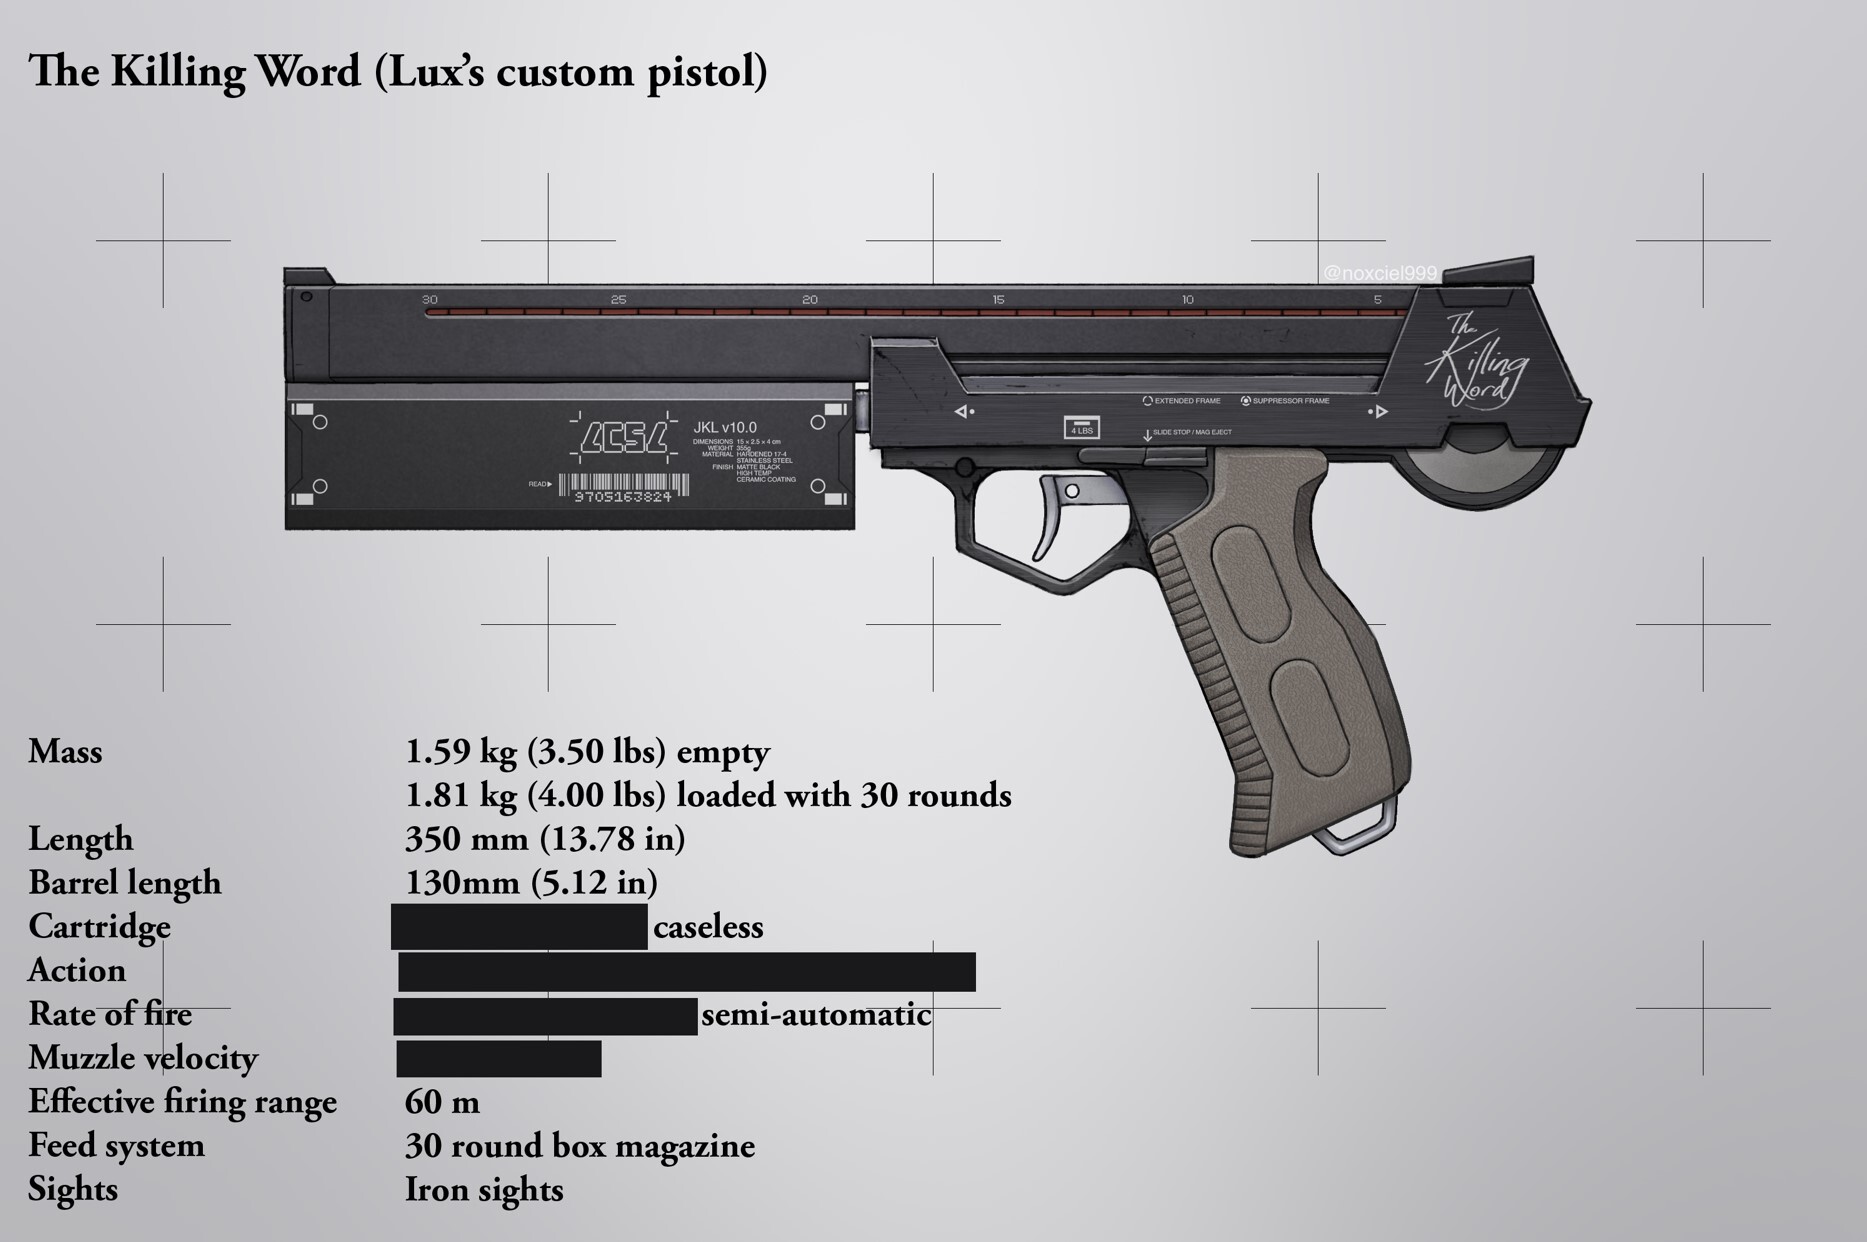 The Killing Word (Lux's custom pistol)
@noxciel999
30 25 20 15 10 5
The
Killing
Word
EXTENDED FRAME SUPPRESSOR FRAME
4 LBS
SLIDE STOP / MAG EJECT
JKL v10.0
DIMENSIONS 15 x 2.5 x 4 cm
WEIGHT 355g
MATERIAL HARDENED 17-4
STAINLESS STEEL
FINISH MATTE BLACK
HIGH TEMP
CERAMIC COATING
READ
9705163824
Mass 1.59 kg (3.50 lbs) empty
1.81 kg (4.00 lbs) loaded with 30 rounds
Length 350 mm (13.78 in)
Barrel length 130mm (5.12 in)
Cartridge caseless
Action
Rate of fire semi-automatic
Muzzle velocity
Effective firing range 60 m
Feed system 30 round box magazine
Sights Iron sights